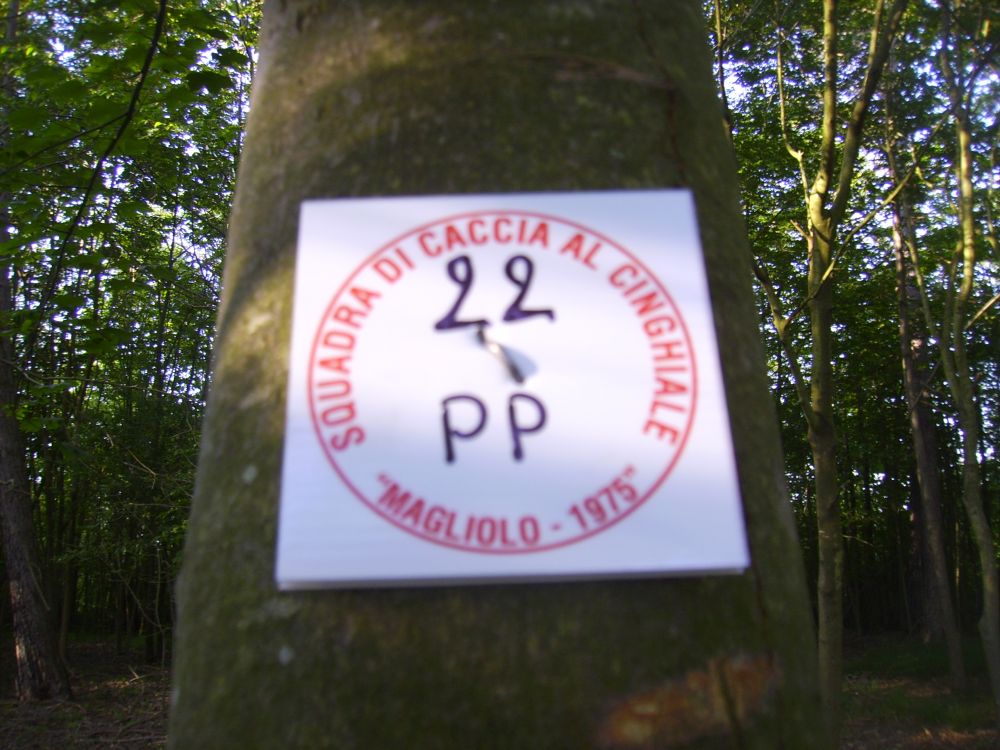 SQUADRA DI CACCIA AL CINGHIALE
22
PP
"MAGLIOLO - 1975"